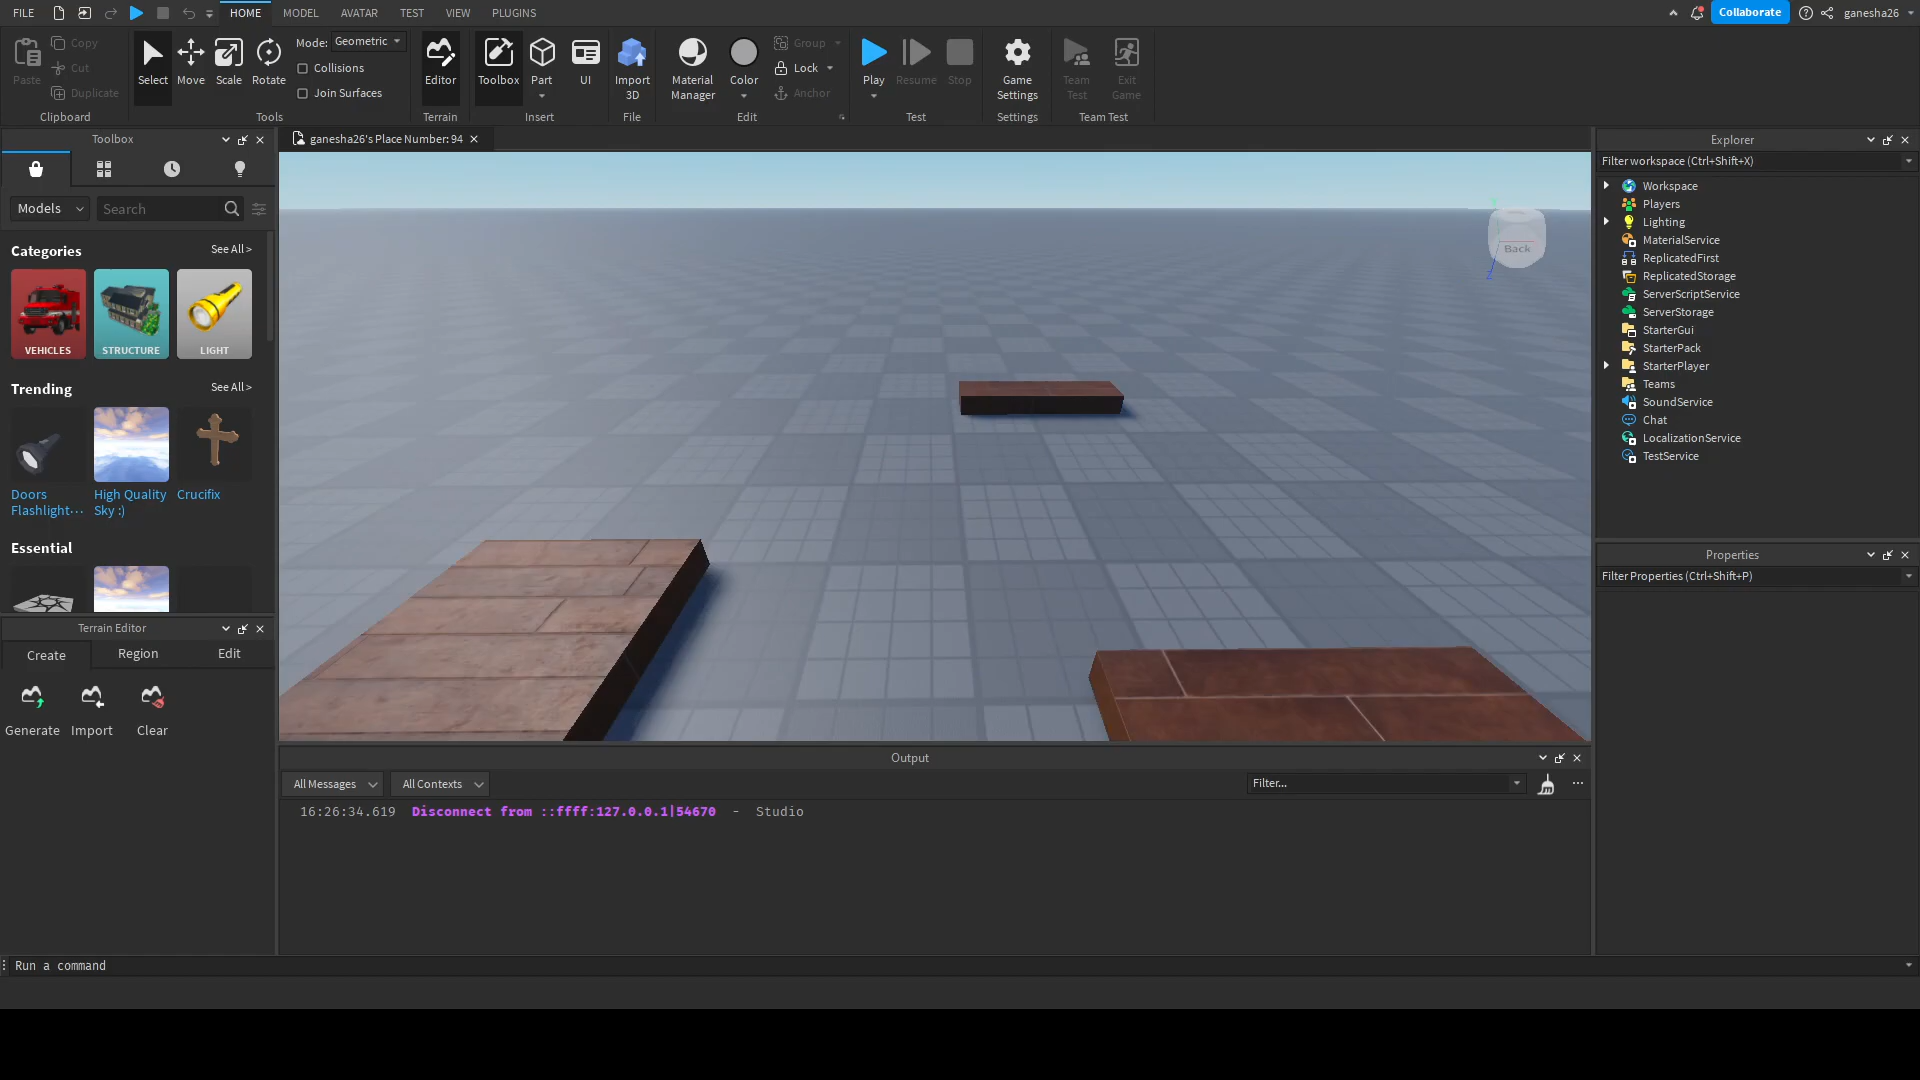 FILE HOME MODEL AVATAR TEST VIEW PLUGINS Collaborate ganesha26
Paste Copy Cut Duplicate Clipboard
Select Move Scale Rotate Mode: Geometric Collisions Join Surfaces Tools
Editor Terrain
Toolbox Part UI Insert
Import 3D File
Material Manager Color Group Lock Anchor Edit
Play Resume Stop Test
Game Settings Settings
Team Test Exit Game Team Test
Toolbox
Models Search
Categories See All >
VEHICLES STRUCTURE LIGHT
Trending See All >
Doors Flashlight··· High Quality Sky :) Crucifix
Essential
Terrain Editor
Create Region Edit
Generate Import Clear
ganesha26's Place Number: 94
Back
Z
Output
All Messages All Contexts Filter...
16:26:34.619 Disconnect from ::ffff:127.0.0.1|54670 - Studio
Run a command
Explorer
Filter workspace (Ctrl+Shift+X)
Workspace
Players
Lighting
MaterialService
ReplicatedFirst
ReplicatedStorage
ServerScriptService
ServerStorage
StarterGui
StarterPack
StarterPlayer
Teams
SoundService
Chat
LocalizationService
TestService
Properties
Filter Properties (Ctrl+Shift+P)